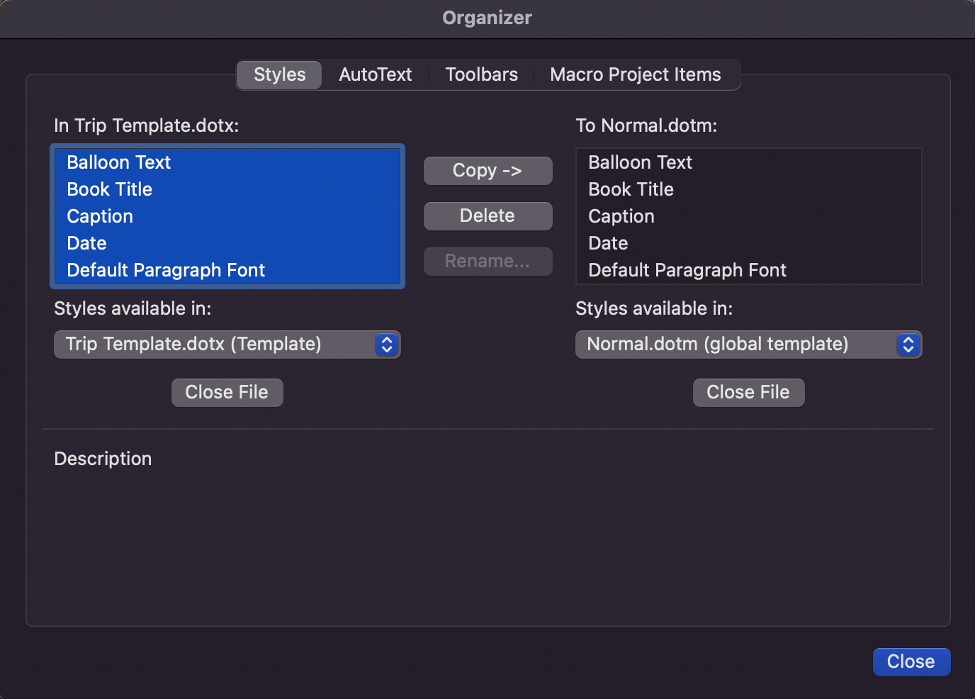 Organizer
Styles AutoText Toolbars Macro Project Items
In Trip Template.dotx:
Balloon Text
Book Title
Caption
Date
Default Paragraph Font
Styles available in:
Trip Template.dotx (Template)
Close File
Copy ->
Delete
Rename...
To Normal.dotm:
Balloon Text
Book Title
Caption
Date
Default Paragraph Font
Styles available in:
Normal.dotm (global template)
Close File
Description
Close